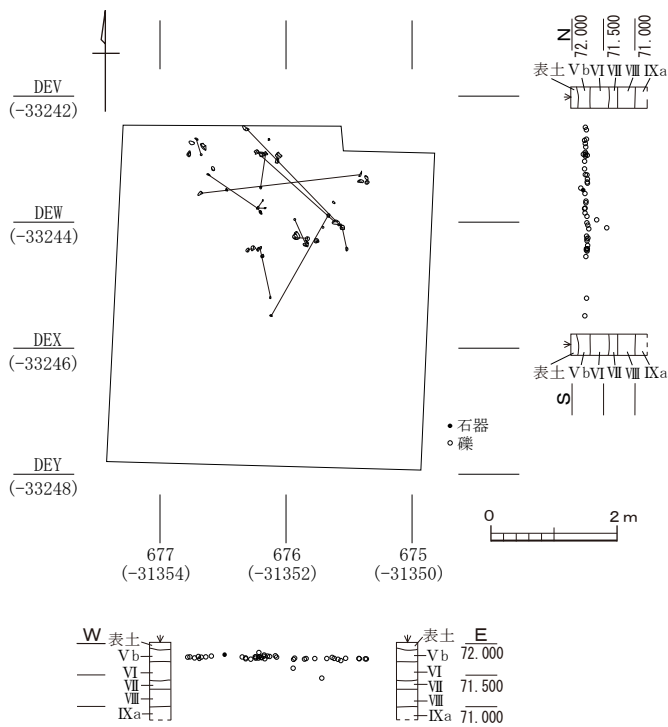 N
72.000
71.500
71.000
表土 Ⅴb Ⅵ Ⅶ Ⅷ Ⅸa
DEV
(-33242)
DEW
(-33244)
DEX
(-33246)
表土 Ⅴb Ⅵ Ⅶ Ⅷ Ⅸa
S
石器
礫
DEY
(-33248)
0 2m
677
(-31354)
676
(-31352)
675
(-31350)
W 表土 表土 E
Ⅴb Ⅴb 72.000
Ⅵ Ⅵ
Ⅶ Ⅶ 71.500
Ⅷ Ⅷ
Ⅸa Ⅸa 71.000